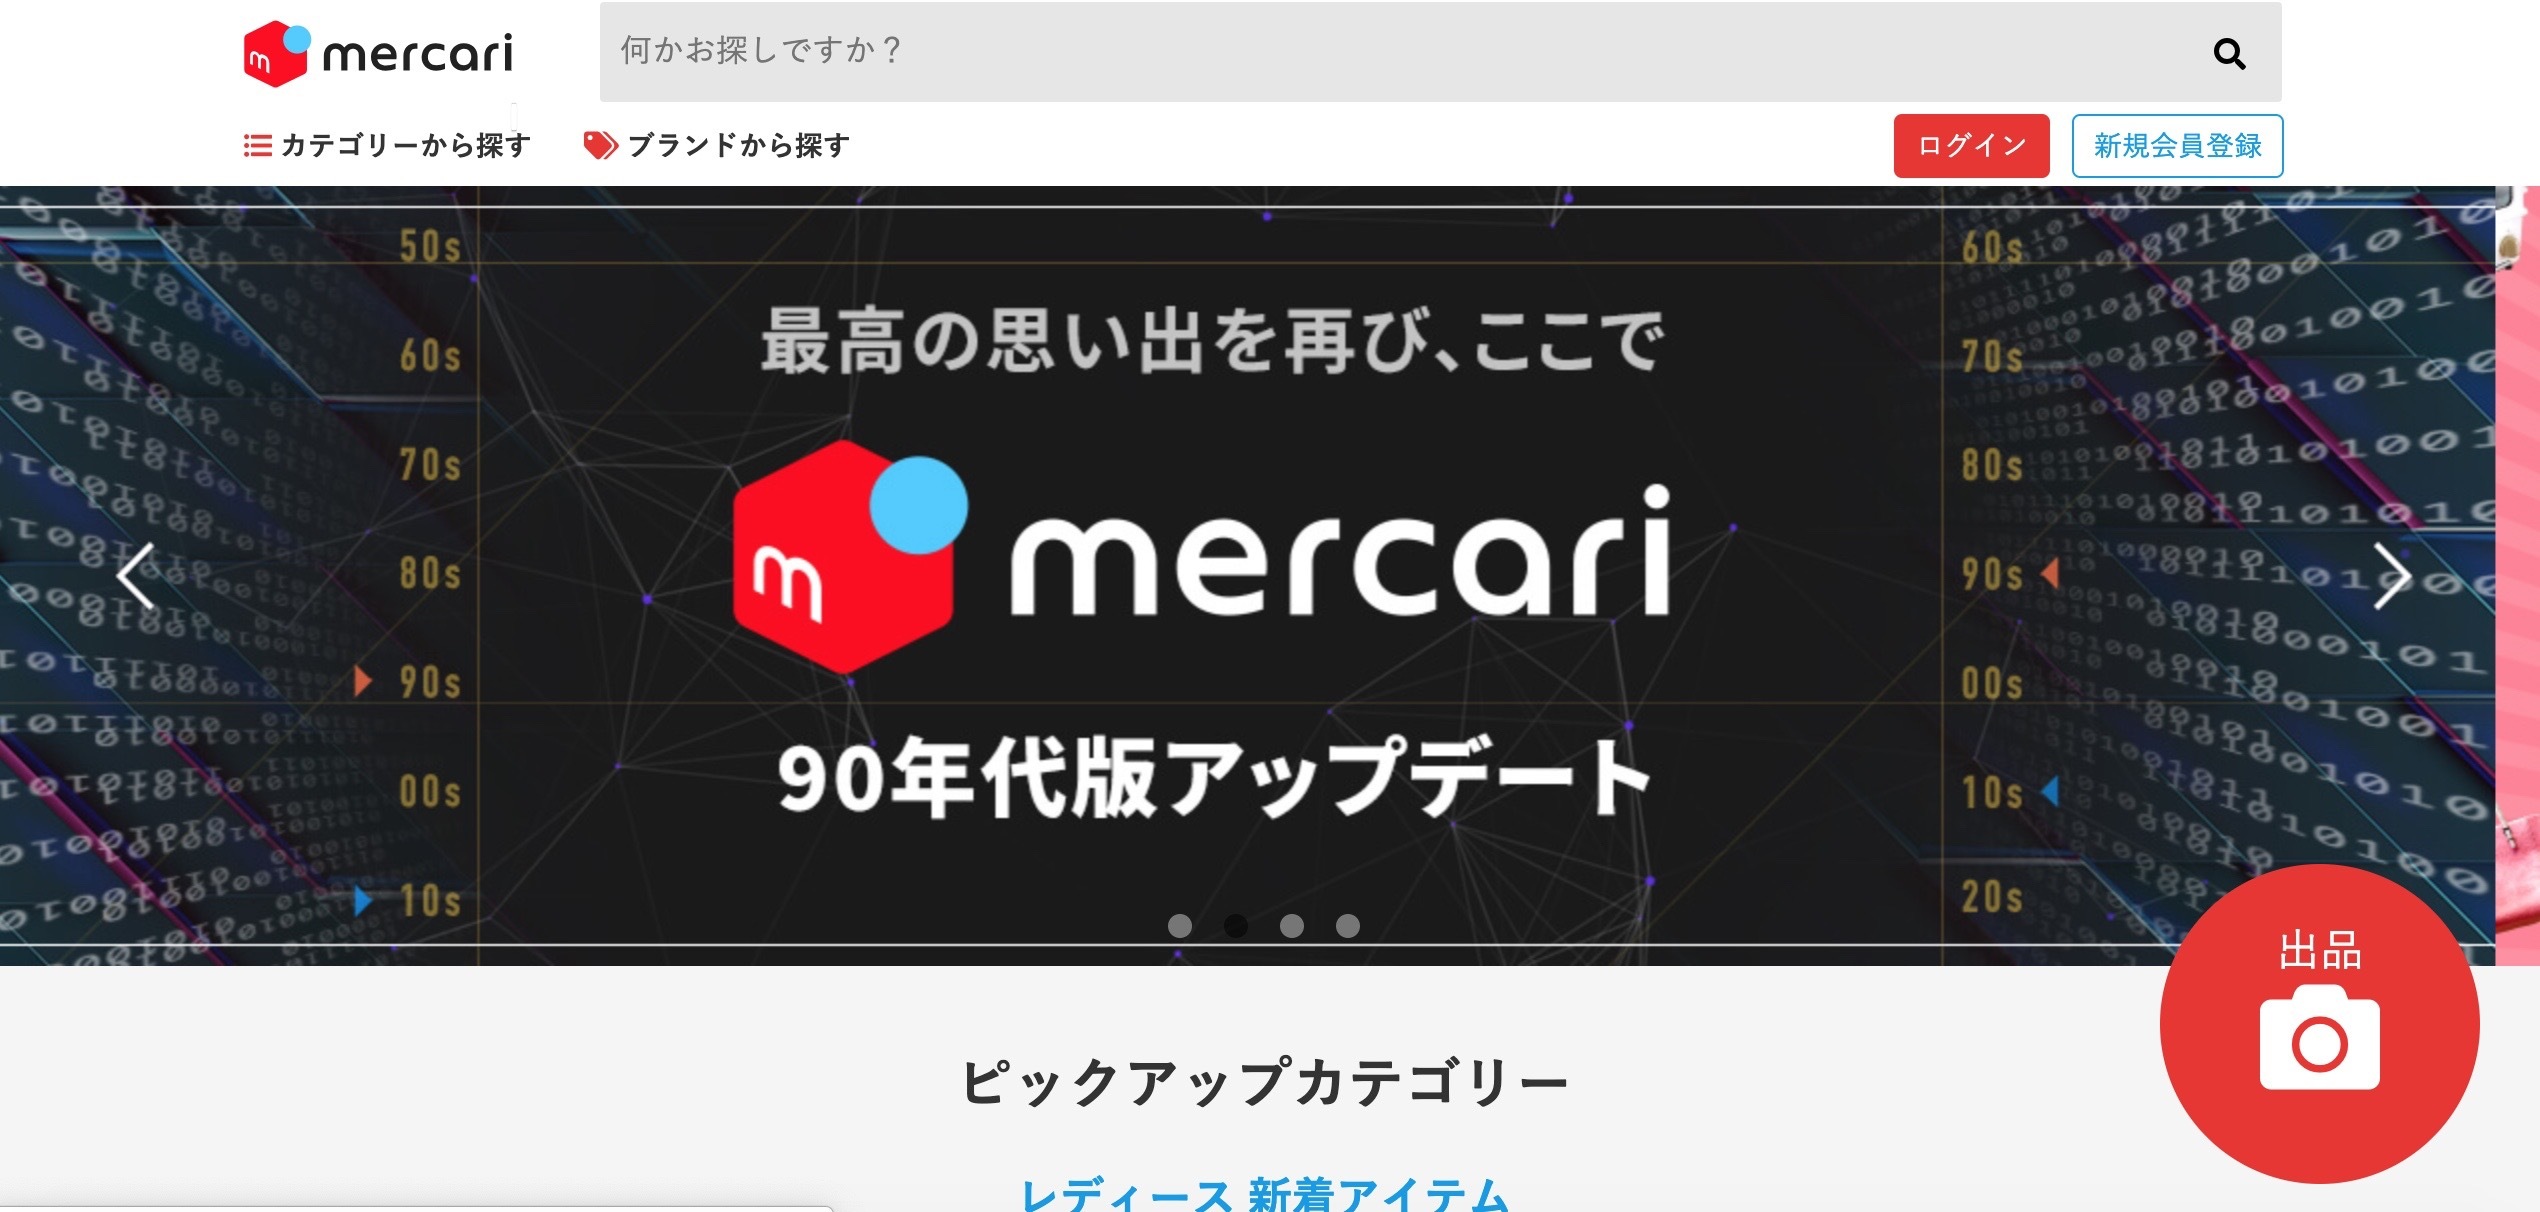 mercari
何かお探しですか？
カテゴリーから探す
ブランドから探す
ログイン
新規会員登録
50s
60s
70s
80s
90s
00s
10s
最高の思い出を再び、ここで
m mercari
90年代版アップデート
60s
70s
80s
90s
00s
10s
20s
出品
ピックアップカテゴリー
レディース 新着アイテム